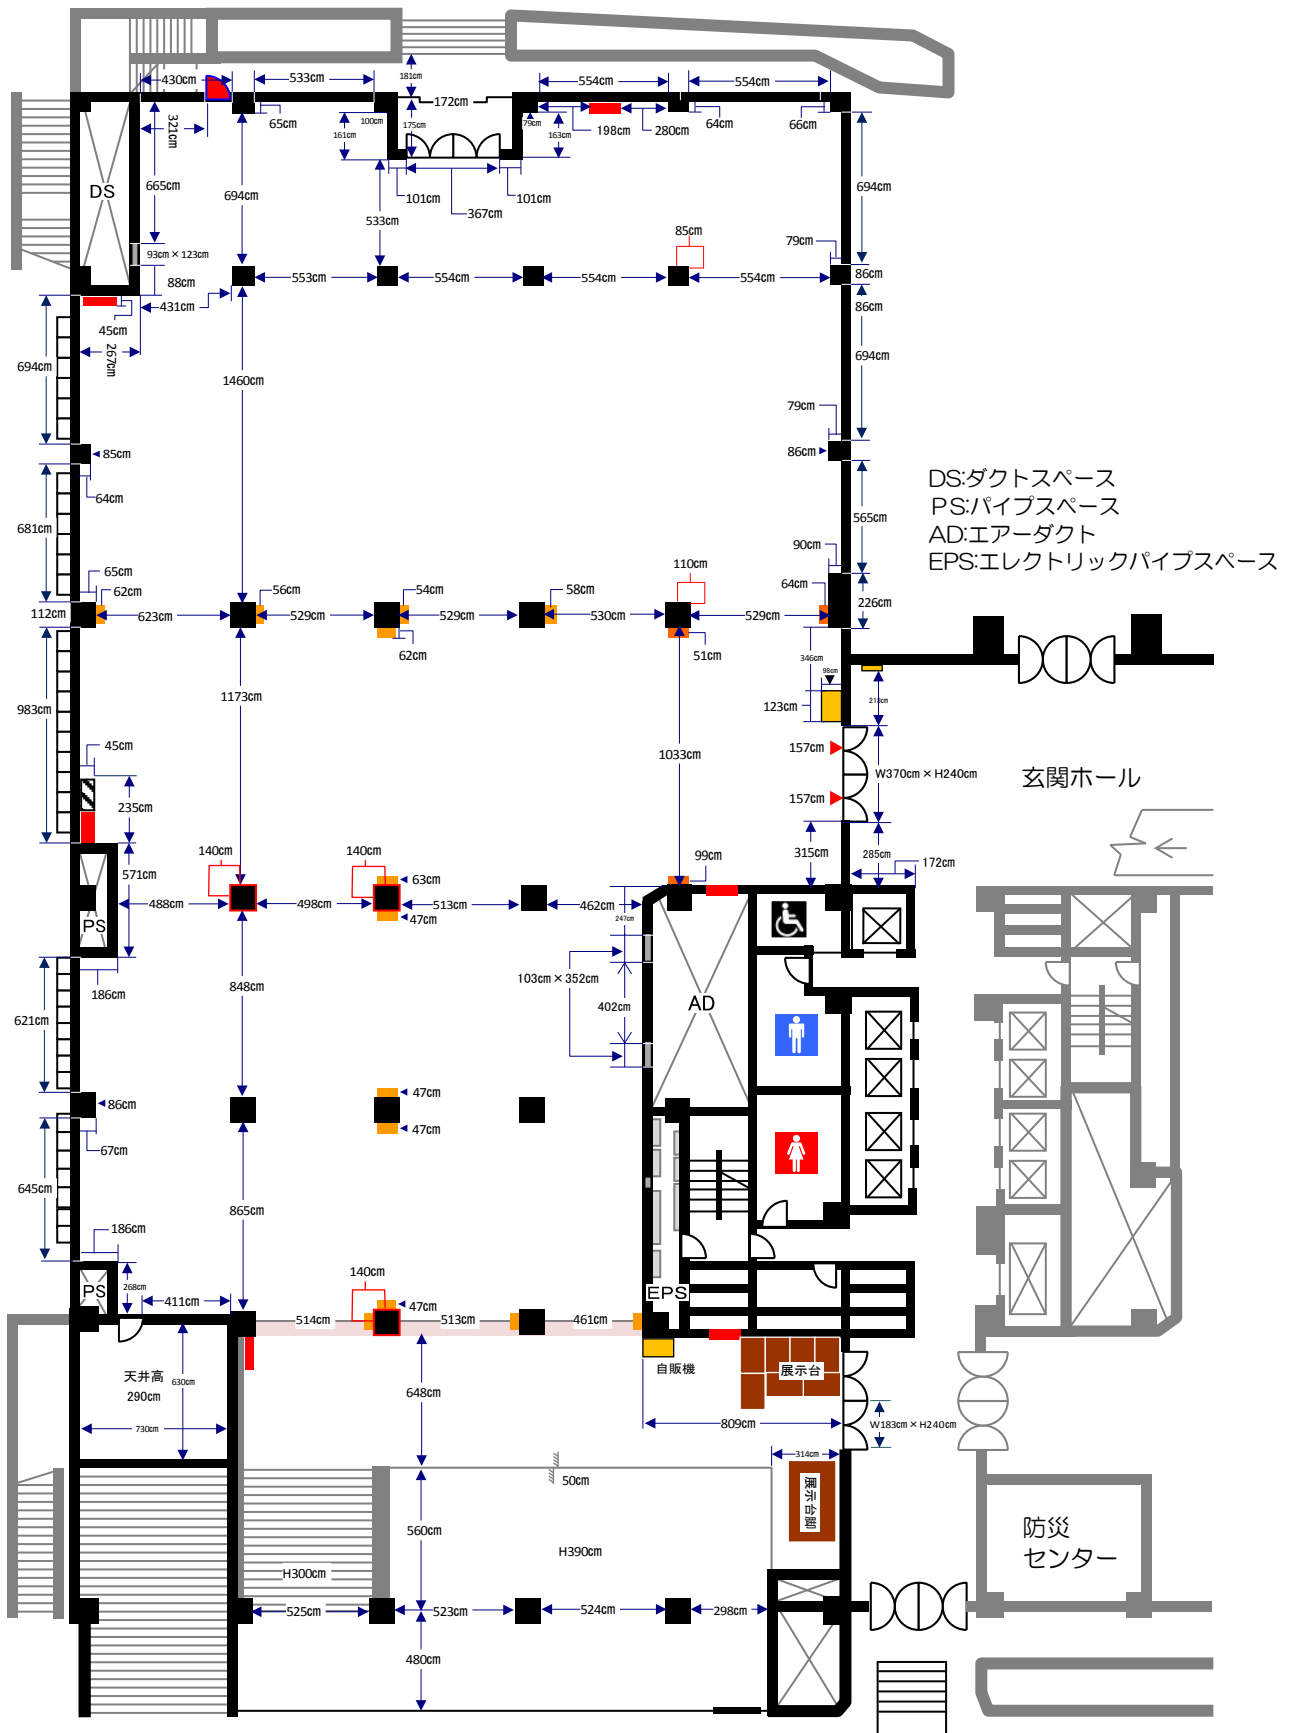 430cm
533cm
181cm
554cm
554cm
172cm
321cm
65cm
100cm
175cm
161cm
79cm
198cm
280cm
163cm
64cm
66cm
DS
665cm
694cm
694cm
101cm
367cm
101cm
533cm
85cm
79cm
93cm×123cm
88cm
553cm
554cm
554cm
554cm
86cm
431cm
86cm
45cm
267cm
694cm
694cm
1460cm
79cm
85cm
86cm
64cm
681cm
565cm
DS:ダクトスペース
PS:パイプスペース
AD:エアーダクト
EPS:エレクトリックパイプスペース
90cm
65cm
62cm
56cm
54cm
58cm
110cm
64cm
112cm
623cm
529cm
529cm
530cm
529cm
226cm
62cm
51cm
346cm
98cm
1173cm
983cm
123cm
218cm
45cm
1033cm
157cm
W370cm×H240cm
玄関ホール
157cm
235cm
140cm
140cm
99cm
315cm
285cm
172cm
571cm
63cm
488cm
498cm
513cm
462cm
47cm
247cm
PS
186cm
848cm
103cm×352cm
402cm
AD
621cm
86cm
47cm
47cm
67cm
645cm
865cm
186cm
140cm
PS
268cm
411cm
47cm
EPS
514cm
513cm
461cm
天井高
290cm
630cm
648cm
自販機
展示台
730cm
809cm
W183cm×H240cm
314cm
50cm
展示台脚
560cm
H390cm
防災
センター
H300cm
525cm
523cm
524cm
298cm
480cm